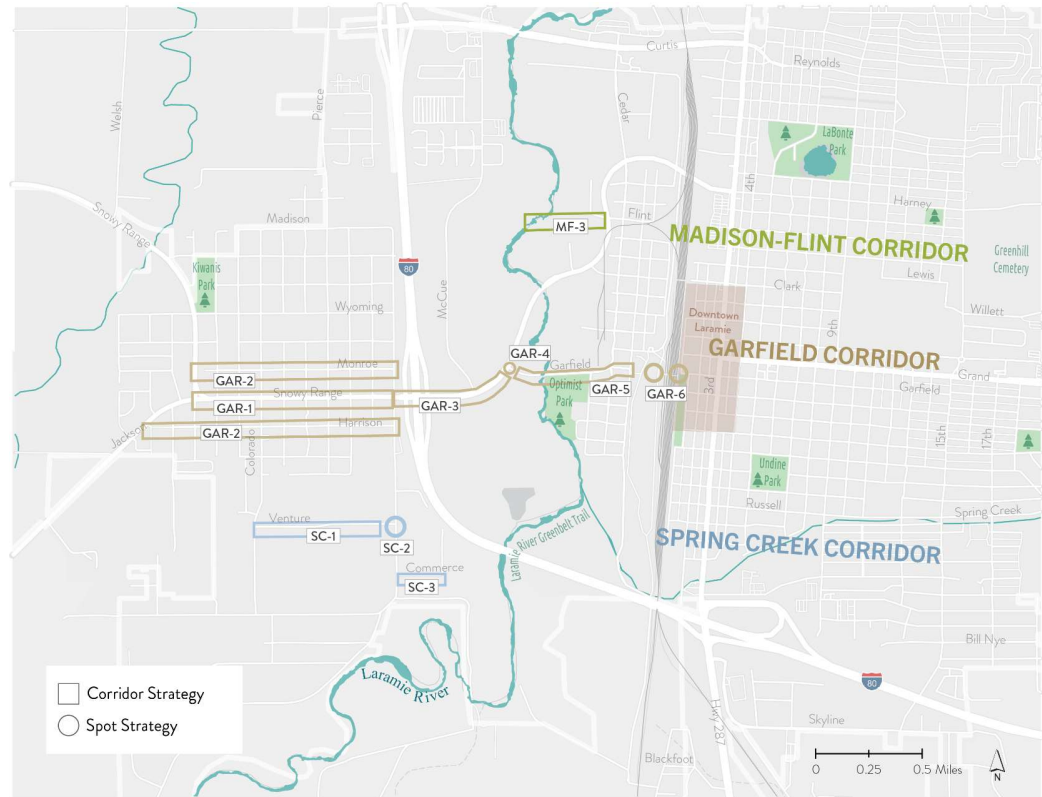 Curtis
Reynolds
Welsh
Pierce
Cedar
LaBonte
Park
4th
Harney
Snowy Range
Madison
Flint
MF-3
MADISON-FLINT CORRIDOR
Greenhill
Cemetery
Kiwanis
Park
80
Lewis
Clark
McCue
Wyoming
Willett
Downtown
Laramie
9th
GAR-4
Monroe
Garfield
GARFIELD CORRIDOR
Grand
GAR-2
GAR-5
GAR-6
Optimist
Park
3rd
Garfield
Snowy Range
GAR-1
GAR-3
Jackson
Harrison
GAR-2
Colorado
15th
17th
Undine
Park
Russell
Venture
SC-1
SC-2
Spring Creek
Laramie River Greenbelt Trail
SPRING CREEK CORRIDOR
Commerce
SC-3
Bill Nye
Laramie River
80
Corridor Strategy
Spot Strategy
Hwy 287
Skyline
Blackfoot
0 0.25 0.5 Miles
N